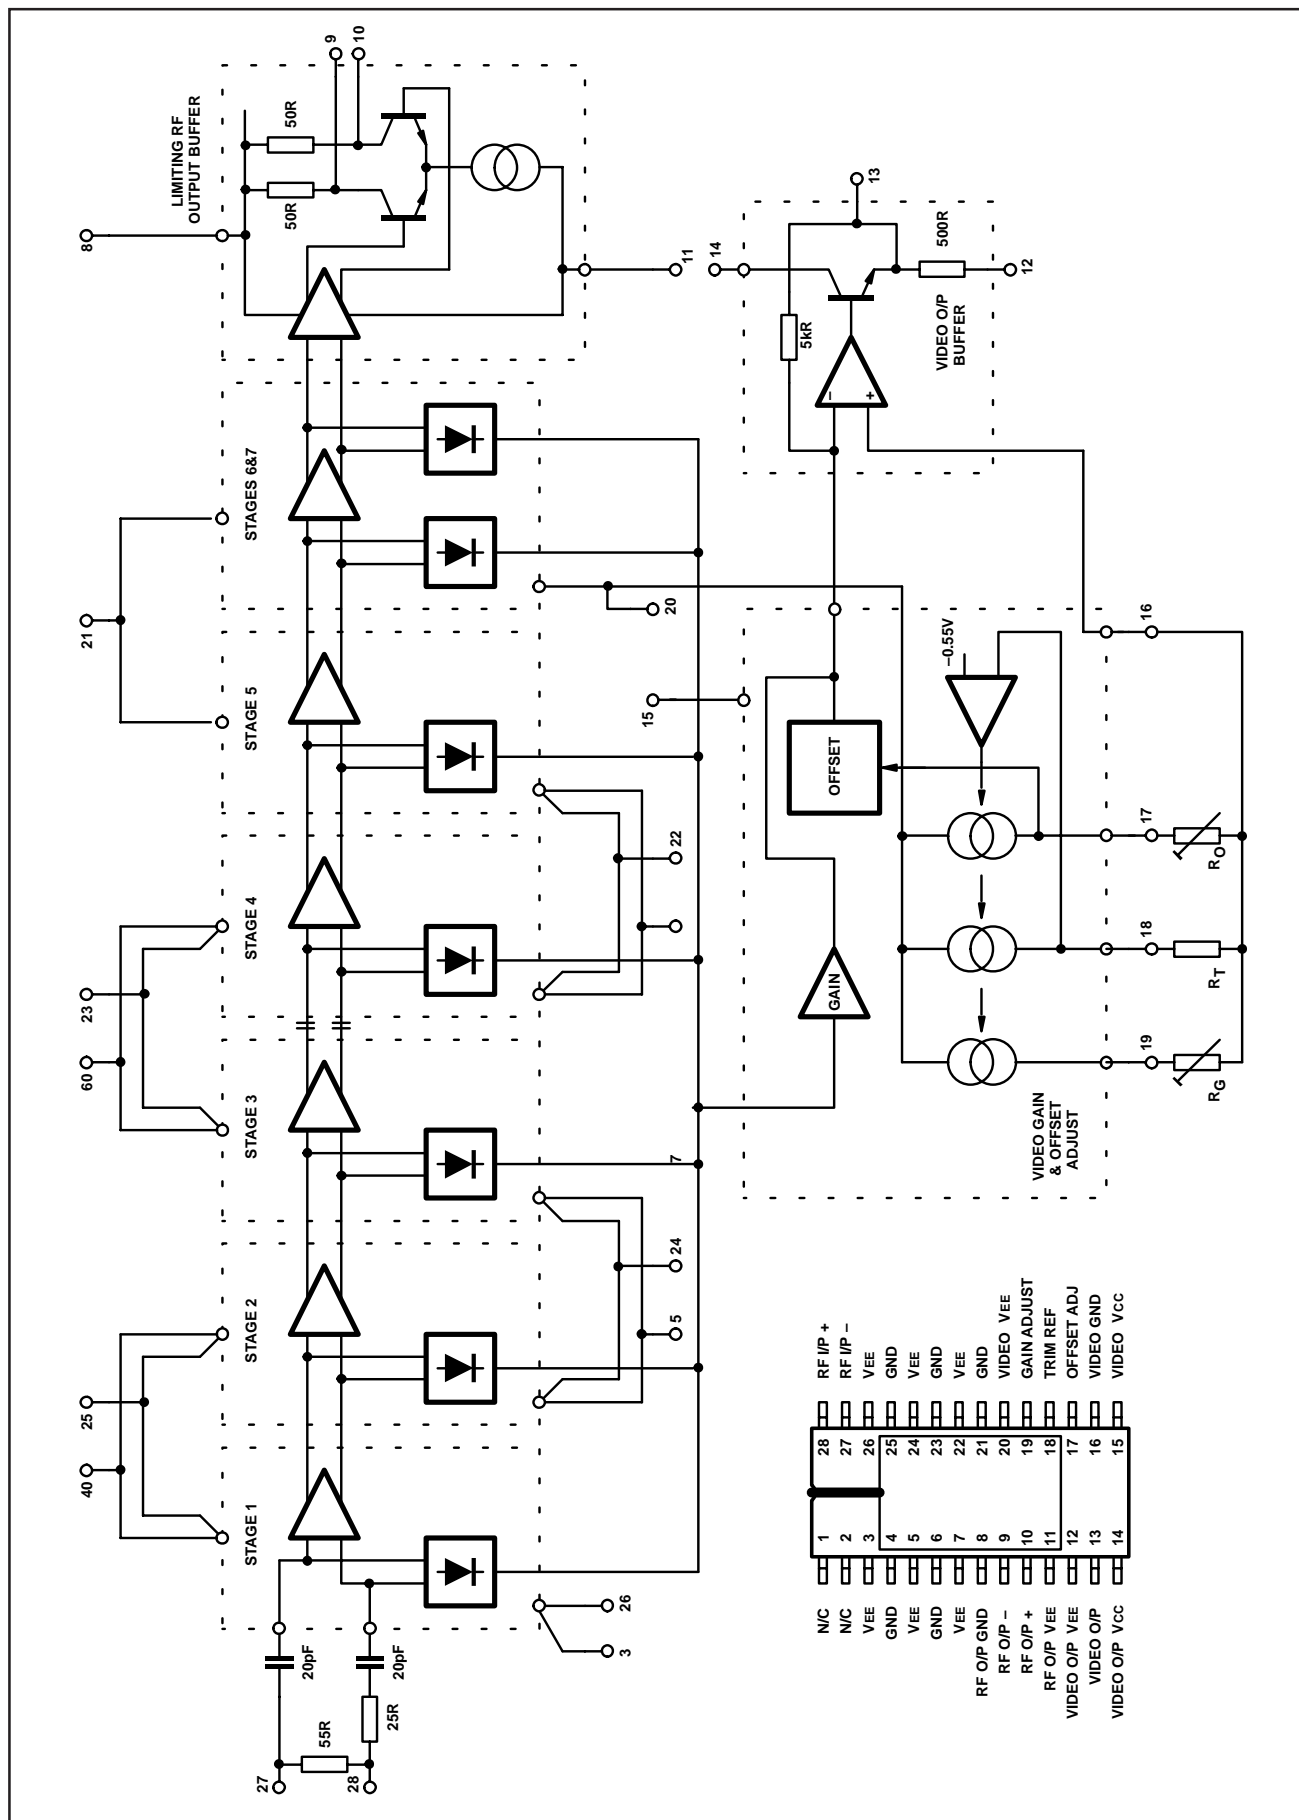 8
9
10
LIMITING RF
OUTPUT BUFFER
50R
50R
11
14
13
5kR
500R
12
–
+
VIDEO O/P
BUFFER
21
STAGES 6&7
STAGE 5
20
15
16
–0.55V
OFFSET
GAIN
17
18
19
RO
RT
RG
VIDEO GAIN
& OFFSET
ADJUST
23
60
STAGE 4
STAGE 3
22
7
25
40
STAGE 2
STAGE 1
24
5
26
3
20pF
20pF
25R
55R
27
28
N/C 1
N/C 2
VEE 3
GND 4
VEE 5
GND 6
VEE 7
RF O/P GND 8
RF O/P – 9
RF O/P + 10
RF O/P VEE 11
VIDEO O/P VEE 12
VIDEO O/P 13
VIDEO O/P VCC 14
28 RF I/P +
27 RF I/P –
26 VEE
25 GND
24 VEE
23 GND
22 VEE
21 GND
20 VIDEO VEE
19 GAIN ADJUST
18 TRIM REF
17 OFFSET ADJ
16 VIDEO GND
15 VIDEO VCC